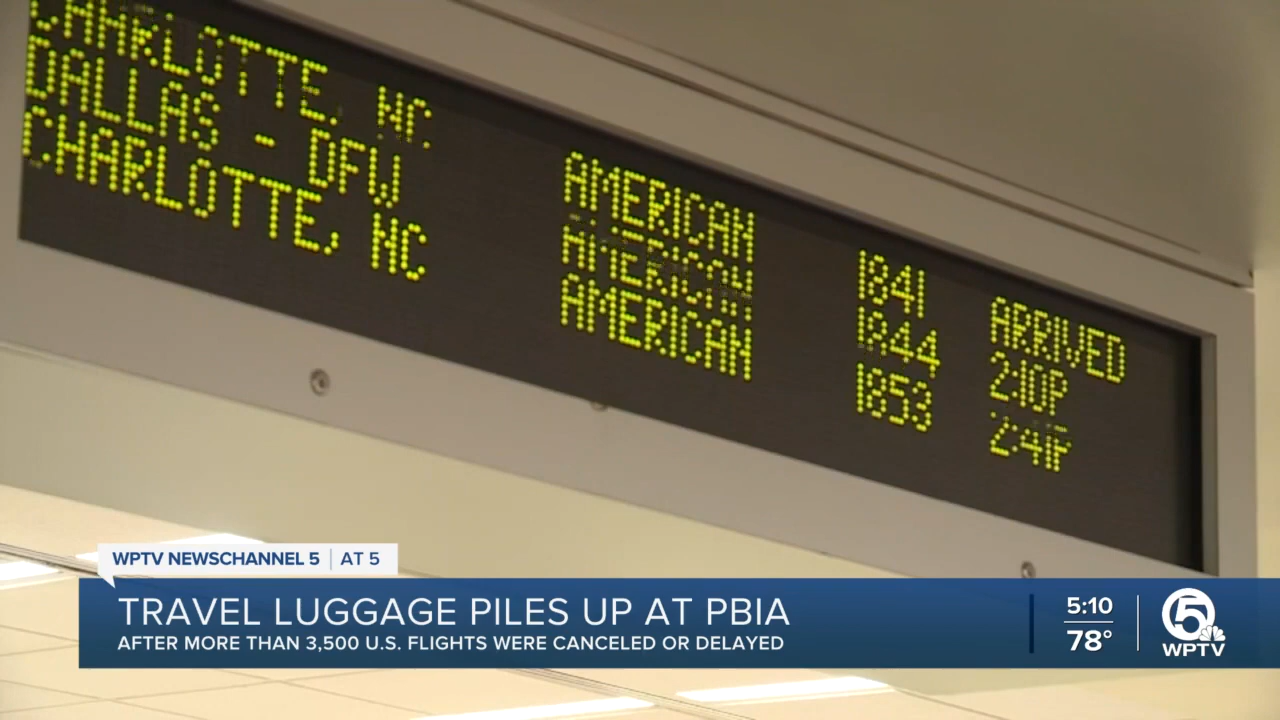 CHARLOTTE, NC AMERICAN 1841 ARRIVED
DALLAS - DFW AMERICAN 1844 2:10P
CHARLOTTE, NC AMERICAN 1853 2:41P
WPTV NEWSCHANNEL 5 | AT 5
TRAVEL LUGGAGE PILES UP AT PBIA
AFTER MORE THAN 3,500 U.S. FLIGHTS WERE CANCELED OR DELAYED
5:10
78°
5
WPTV